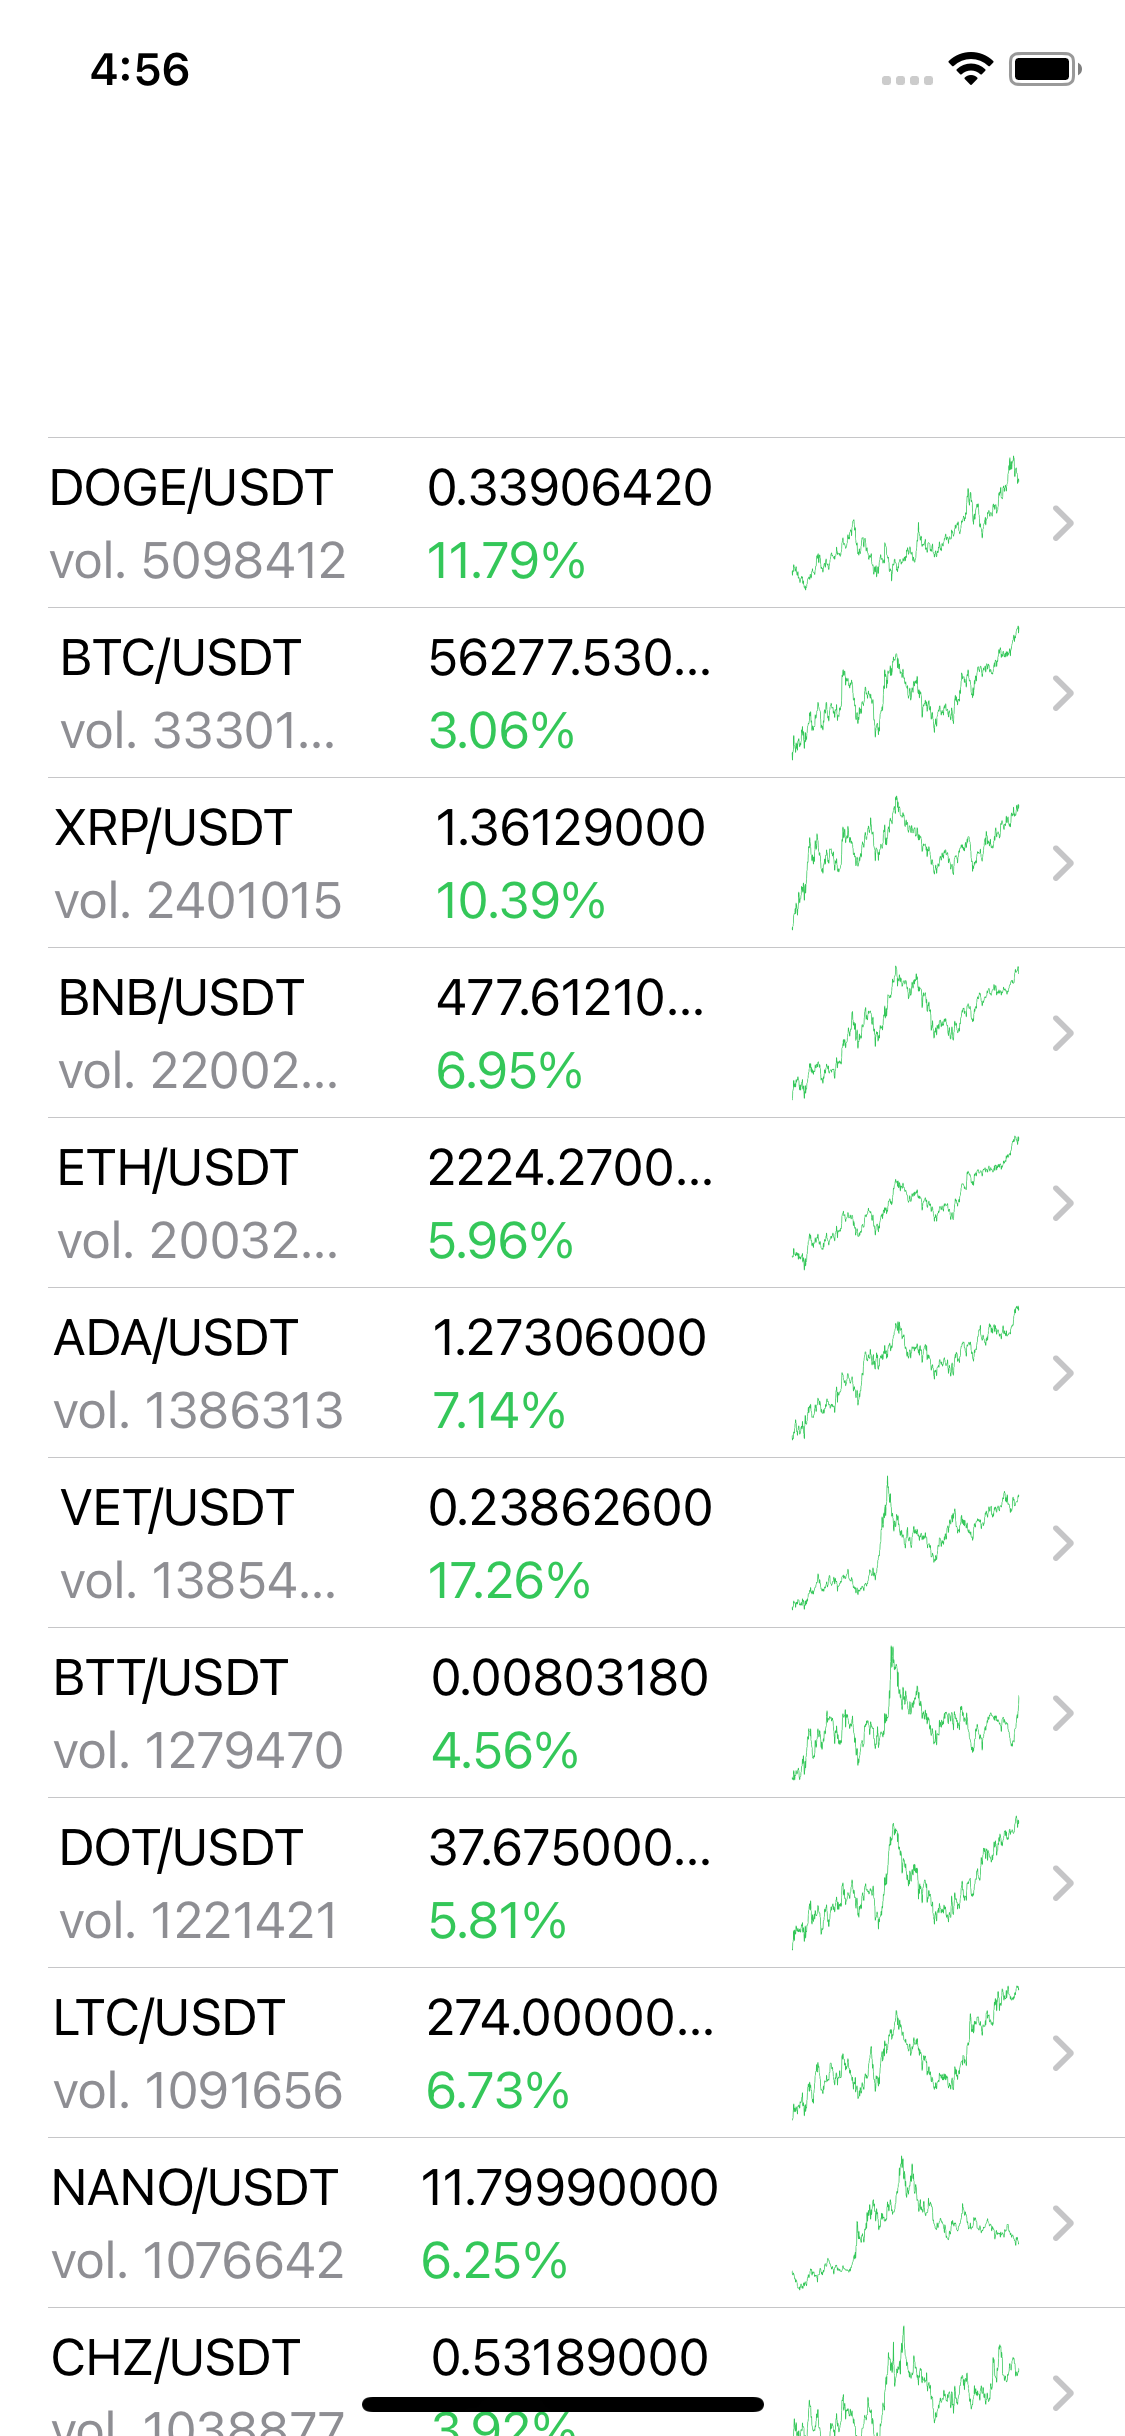 4:56
DOGE/USDT 0.33906420
vol. 5098412 11.79%
BTC/USDT 56277.530...
vol. 33301... 3.06%
XRP/USDT 1.36129000
vol. 2401015 10.39%
BNB/USDT 477.61210...
vol. 22002... 6.95%
ETH/USDT 2224.2700...
vol. 20032... 5.96%
ADA/USDT 1.27306000
vol. 1386313 7.14%
VET/USDT 0.23862600
vol. 13854... 17.26%
BTT/USDT 0.00803180
vol. 1279470 4.56%
DOT/USDT 37.675000...
vol. 1221421 5.81%
LTC/USDT 274.00000...
vol. 1091656 6.73%
NANO/USDT 11.79990000
vol. 1076642 6.25%
CHZ/USDT 0.53189000
vol. 1038877 3.92%